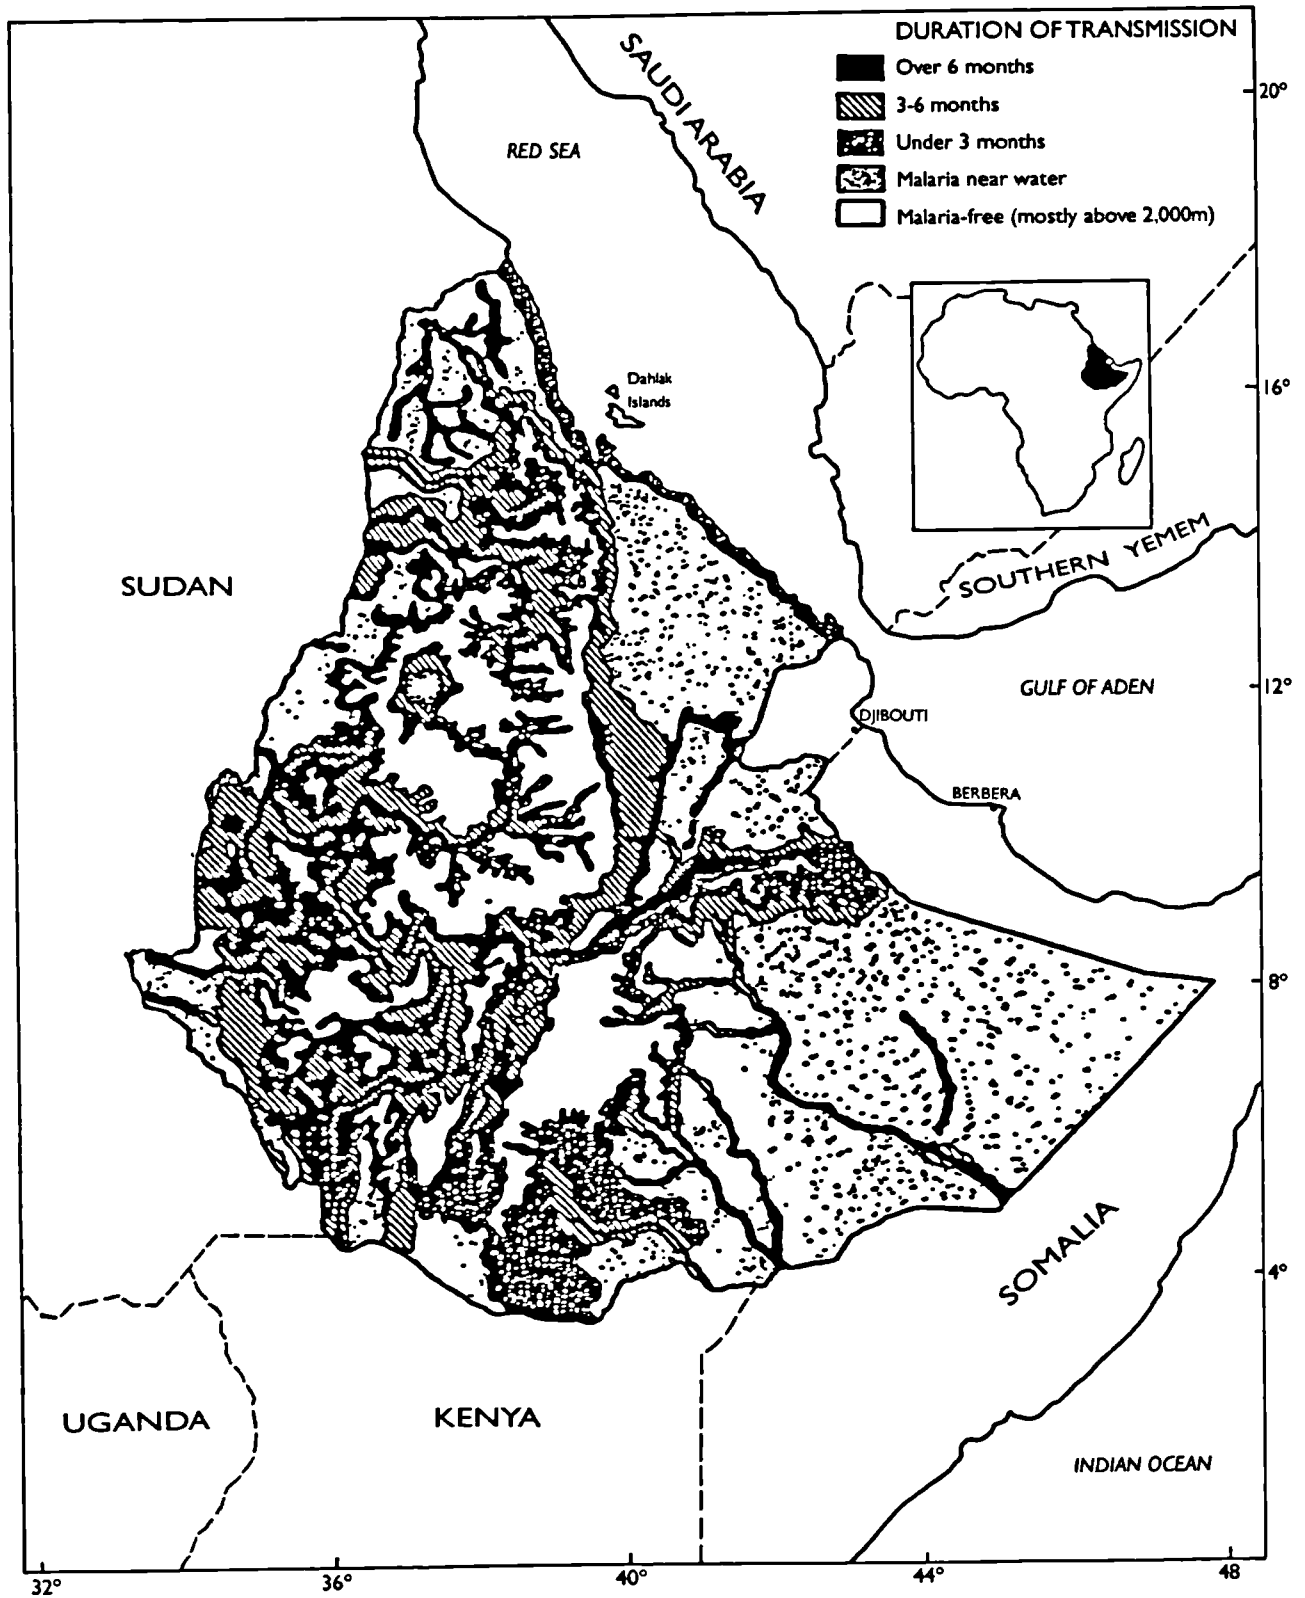 DURATION OF TRANSMISSION
Over 6 months
3-6 months
Under 3 months
Malaria near water
Malaria-free (mostly above 2,000m)
SAUDI ARABIA
RED SEA
20°
Dahlak
Islands
16°
SUDAN
SOUTHERN YEMEM
GULF OF ADEN
12°
DJIBOUTI
BERBERA
8°
SOMALIA
4°
UGANDA
KENYA
INDIAN OCEAN
32°
36°
40°
44°
48